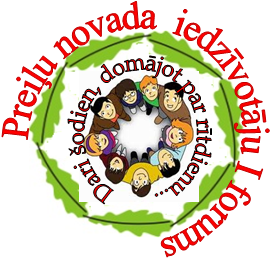 Preiļu novada iedzīvotāju I forums
Dari šodien, domājot par rītdienu...